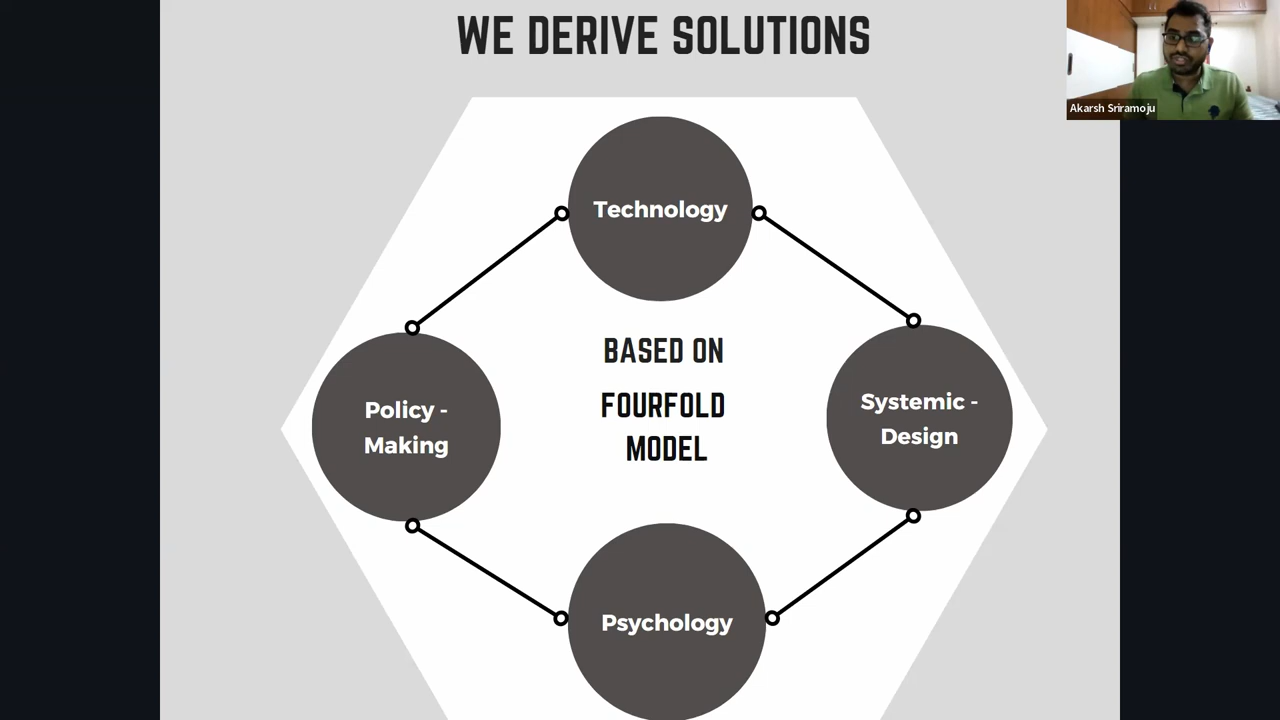 WE DERIVE SOLUTIONS
Akarsh Sriramoju
Technology
BASED ON
FOURFOLD
MODEL
Policy -
Making
Systemic -
Design
Psychology